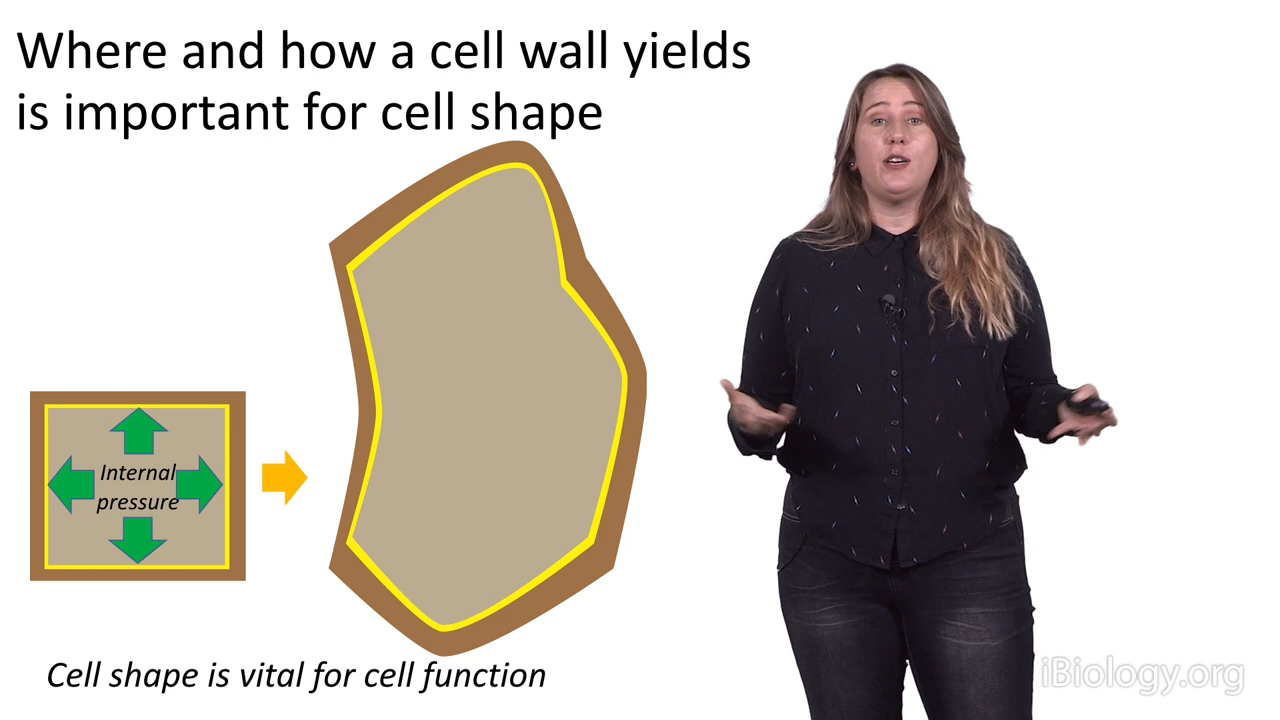 Where and how a cell wall yields
is important for cell shape
Internal
pressure
Cell shape is vital for cell function
iBiology.org